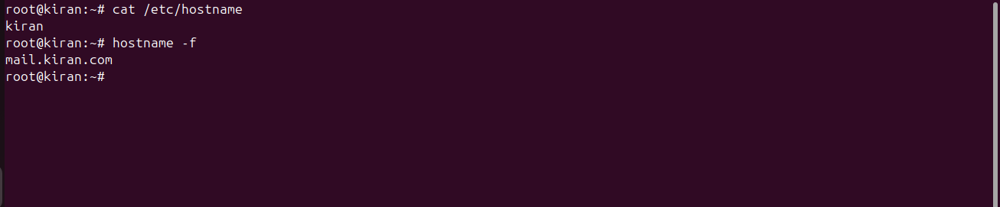 root@kiran:~# cat /etc/hostname
kiran
root@kiran:~# hostname -f
mail.kiran.com
root@kiran:~#